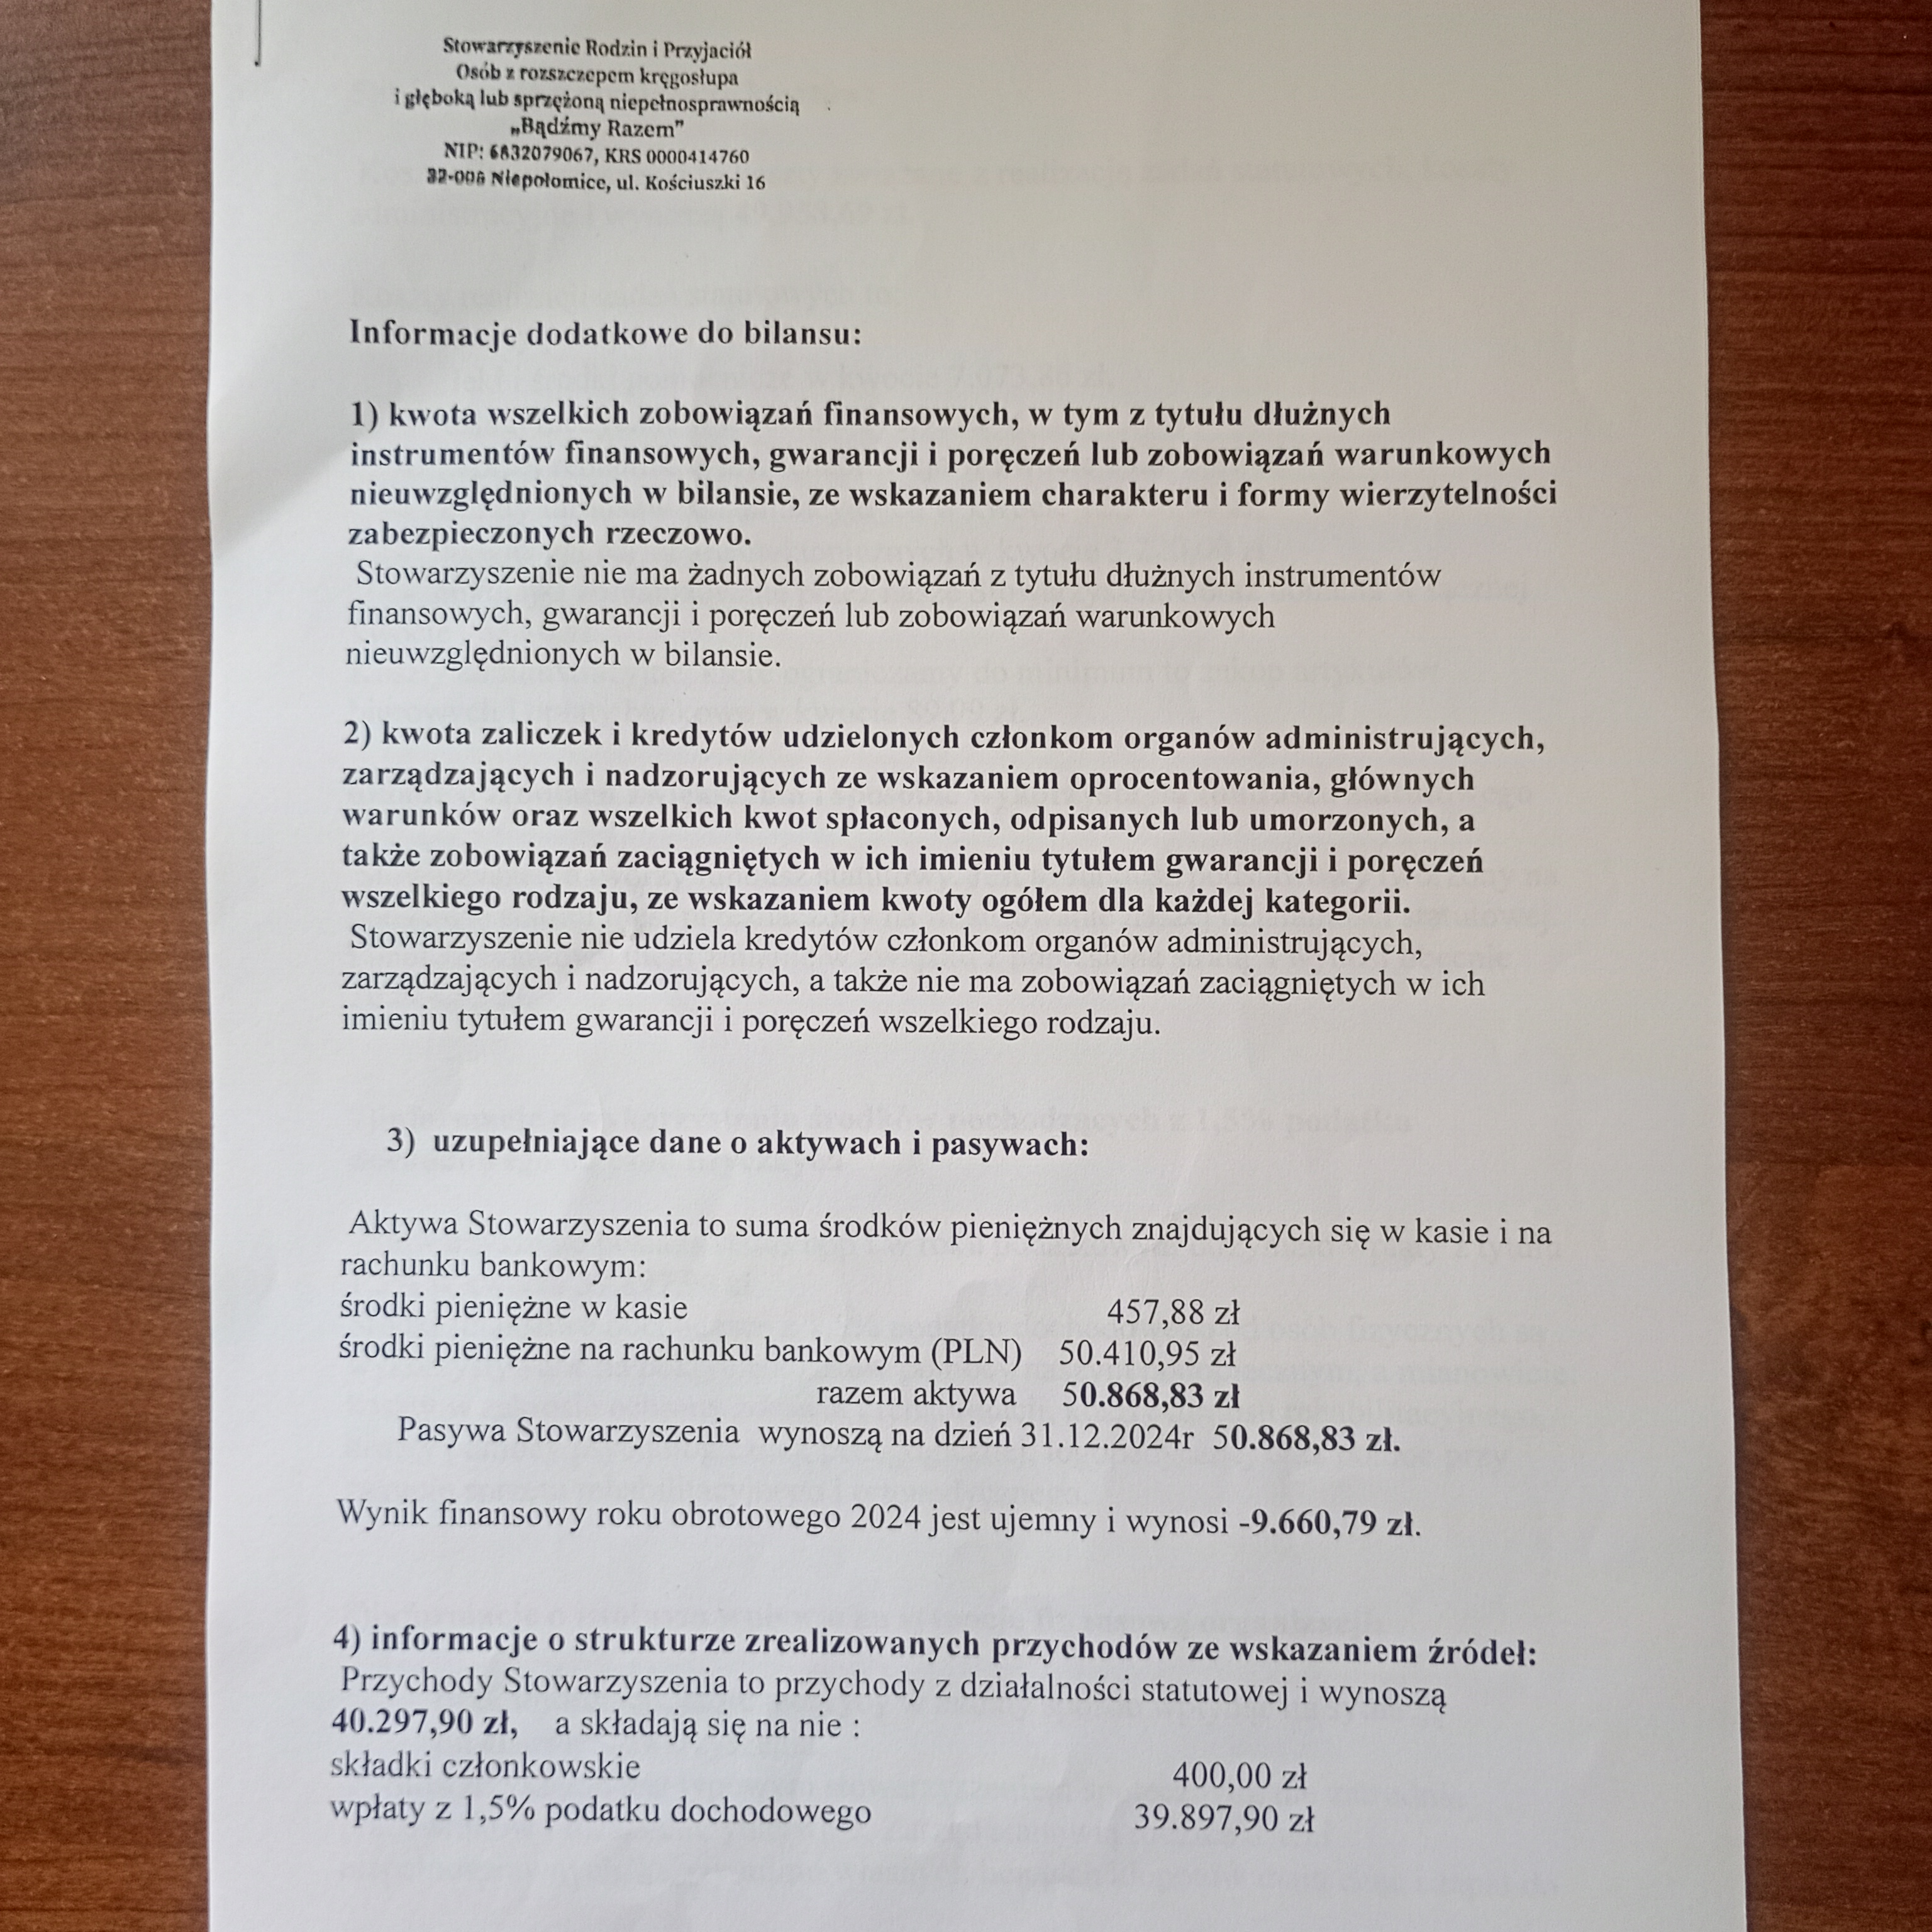 Stowarzyszenie Rodzin i Przyjaciół
Osób z rozszczepem kręgosłupa
i głęboką lub sprzężoną niepełnosprawnością
„Bądźmy Razem”
NIP: 6832079067, KRS 0000414760
32-005 Niepołomice, ul. Kościuszki 16
Informacje dodatkowe do bilansu:
1) kwota wszelkich zobowiązań finansowych, w tym z tytułu dłużnych
instrumentów finansowych, gwarancji i poręczeń lub zobowiązań warunkowych
nieuwzględnionych w bilansie, ze wskazaniem charakteru i formy wierzytelności
zabezpieczonych rzeczowo.
Stowarzyszenie nie ma żadnych zobowiązań z tytułu dłużnych instrumentów
finansowych, gwarancji i poręczeń lub zobowiązań warunkowych
nieuwzględnionych w bilansie.
2) kwota zaliczek i kredytów udzielonych członkom organów administrujących,
zarządzających i nadzorujących ze wskazaniem oprocentowania, głównych
warunków oraz wszelkich kwot spłaconych, odpisanych lub umorzonych, a
także zobowiązań zaciągniętych w ich imieniu tytułem gwarancji i poręczeń
wszelkiego rodzaju, ze wskazaniem kwoty ogółem dla każdej kategorii.
Stowarzyszenie nie udziela kredytów członkom organów administrujących,
zarządzających i nadzorujących, a także nie ma zobowiązań zaciągniętych w ich
imieniu tytułem gwarancji i poręczeń wszelkiego rodzaju.
3) uzupełniające dane o aktywach i pasywach:
Aktywa Stowarzyszenia to suma środków pieniężnych znajdujących się w kasie i na
rachunku bankowym:
środki pieniężne w kasie 457,88 zł
środki pieniężne na rachunku bankowym (PLN) 50.410,95 zł
razem aktywa 50.868,83 zł
Pasywa Stowarzyszenia wynoszą na dzień 31.12.2024r 50.868,83 zł.
Wynik finansowy roku obrotowego 2024 jest ujemny i wynosi -9.660,79 zł.
4) informacje o strukturze zrealizowanych przychodów ze wskazaniem źródeł:
Przychody Stowarzyszenia to przychody z działalności statutowej i wynoszą
40.297,90 zł, a składają się na nie :
składki członkowskie 400,00 zł
wpłaty z 1,5% podatku dochodowego 39.897,90 zł